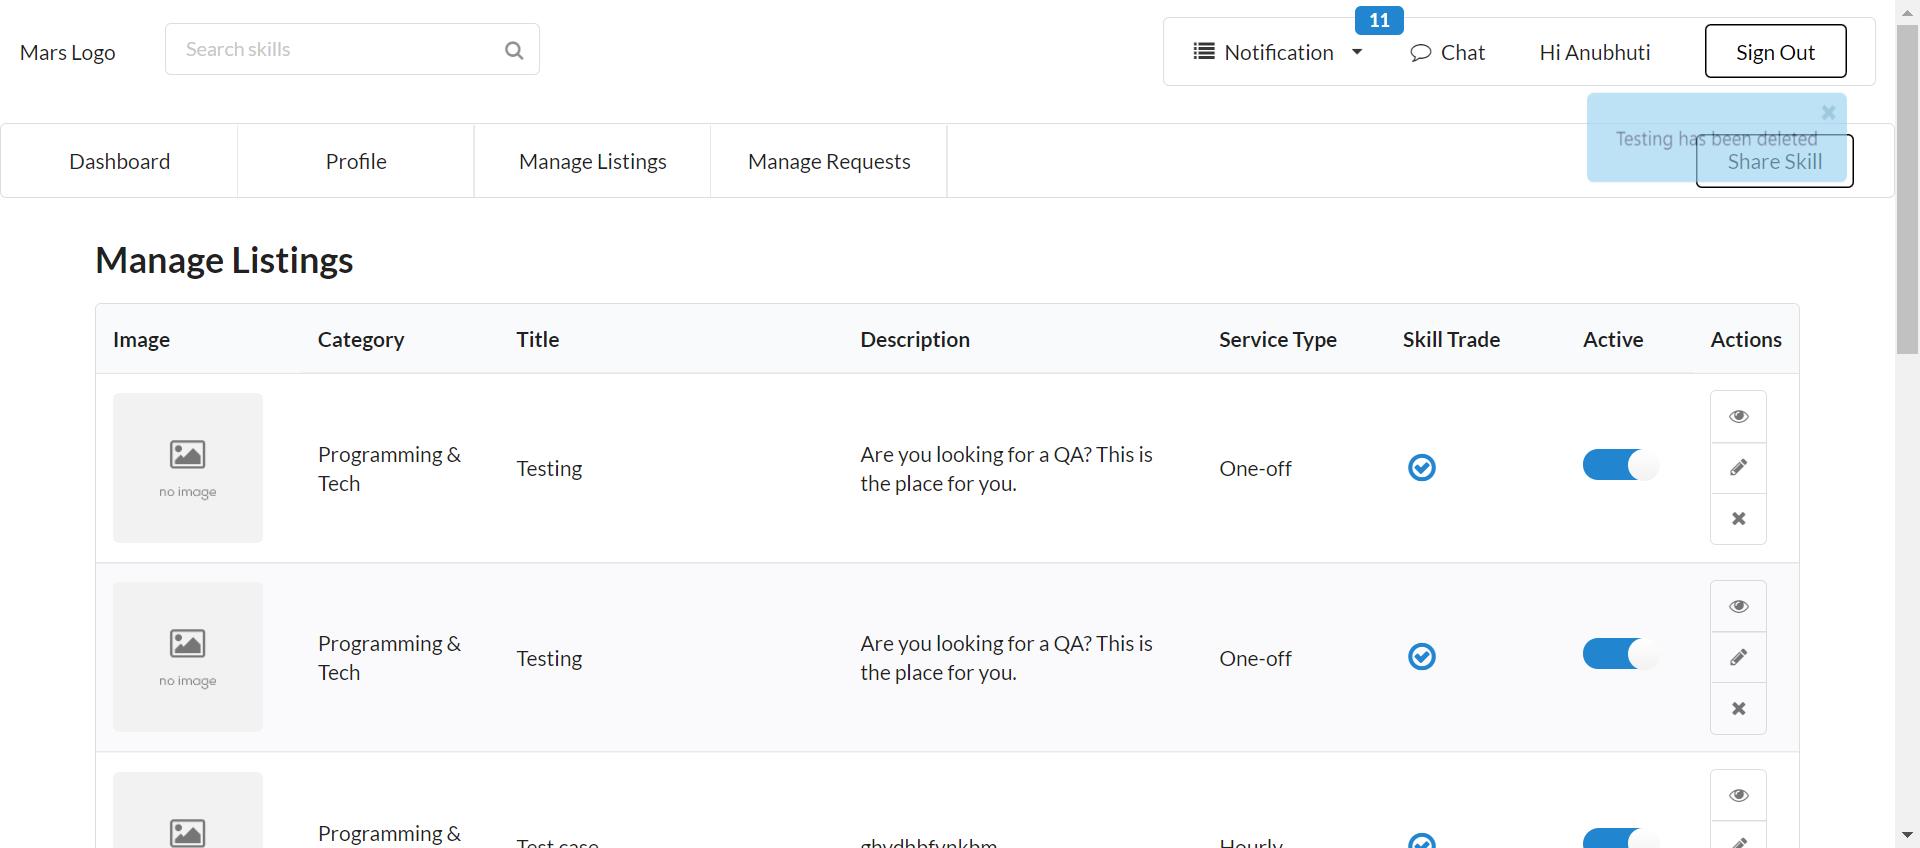 Mars Logo
Search skills
11
Notification
Chat
Hi Anubhuti
Sign Out
Testing has been deleted
Dashboard
Profile
Manage Listings
Manage Requests
Share Skill
Manage Listings
Image Category Title Description Service Type Skill Trade Active Actions
no image
Programming &
Tech
Testing
Are you looking for a QA? This is
the place for you.
One-off
no image
Programming &
Tech
Testing
Are you looking for a QA? This is
the place for you.
One-off
Programming &
Test case
Hourly